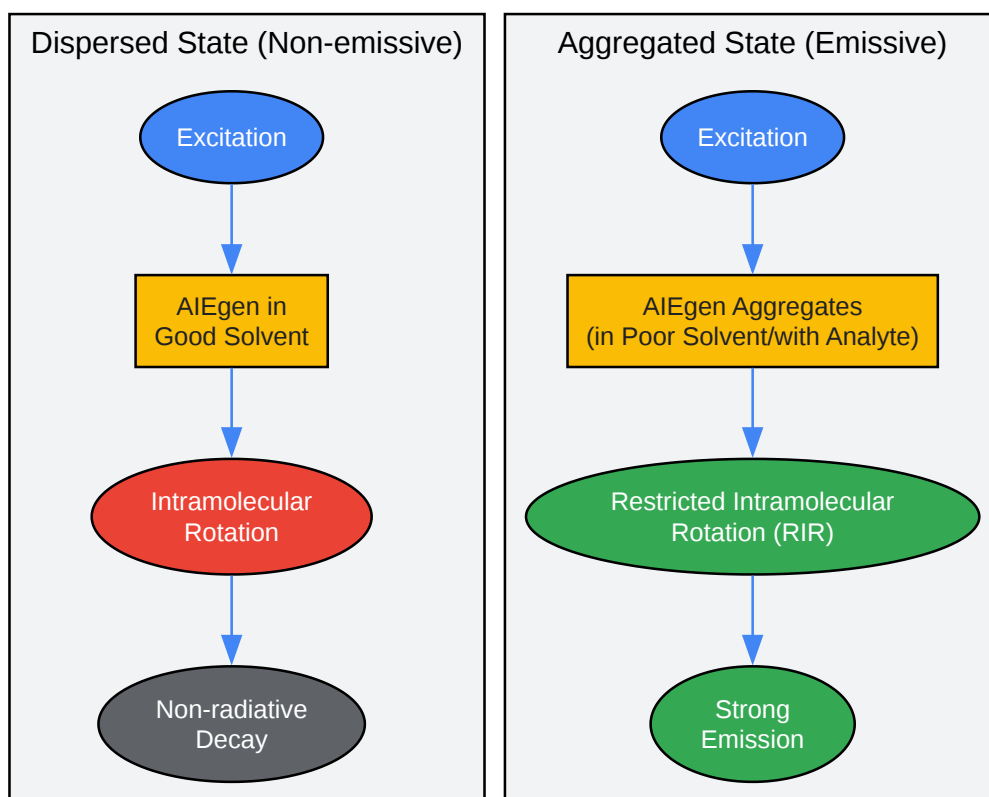 Dispersed State (Non-emissive)
Excitation
AIEgen in
Good Solvent
Intramolecular
Rotation
Non-radiative
Decay
Aggregated State (Emissive)
Excitation
AIEgen Aggregates
(in Poor Solvent/with Analyte)
Restricted Intramolecular
Rotation (RIR)
Strong
Emission